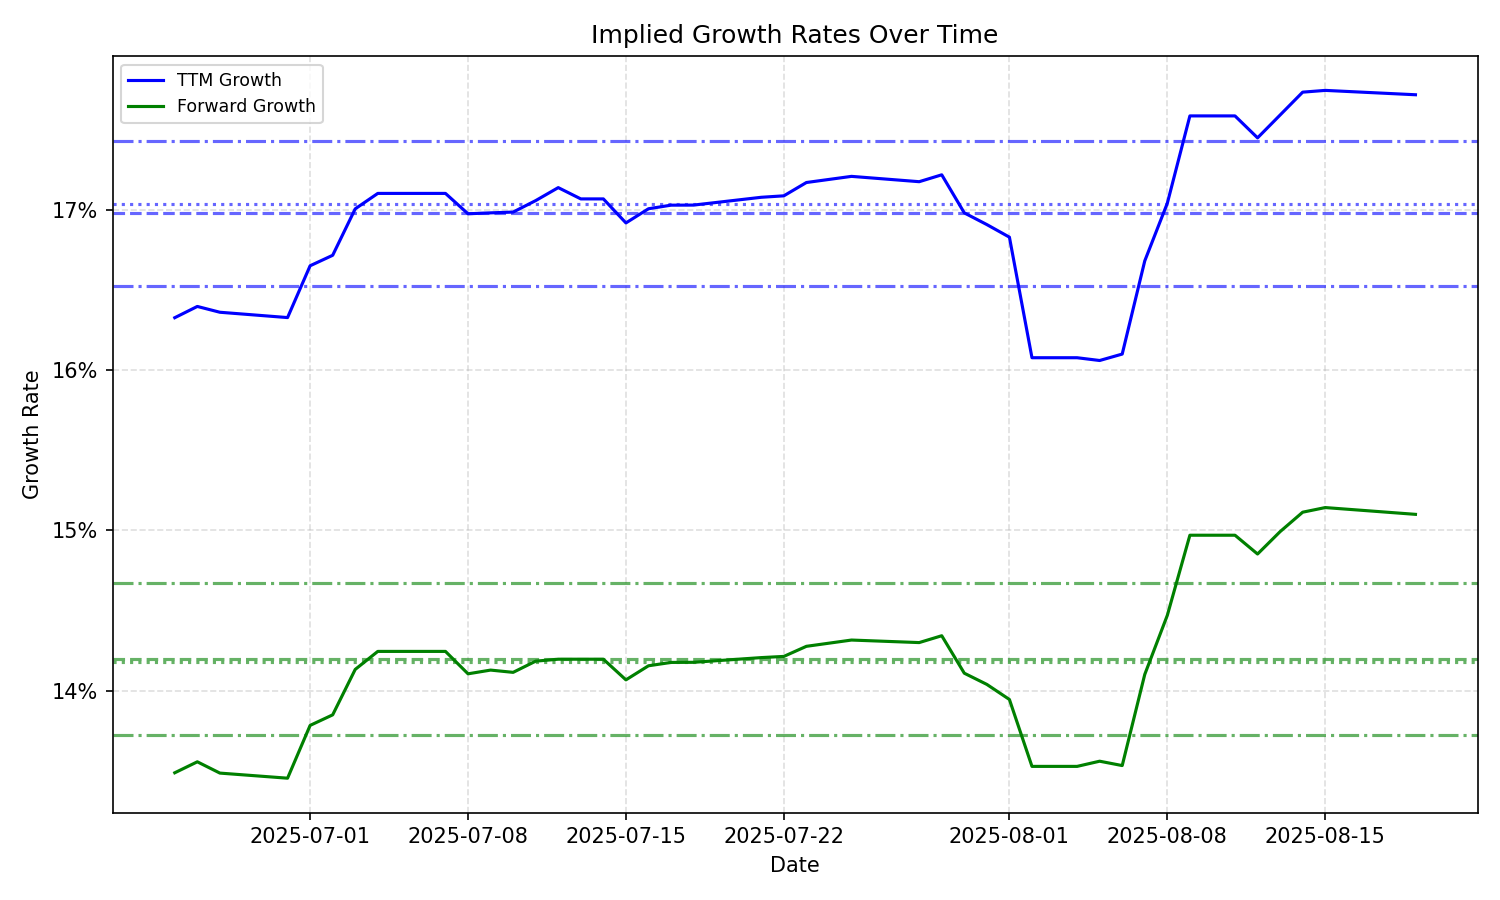 Implied Growth Rates Over Time
TTM Growth
Forward Growth
17%
16%
15%
14%
Growth Rate
2025-07-01
2025-07-08
2025-07-15
2025-07-22
2025-08-01
2025-08-08
2025-08-15
Date